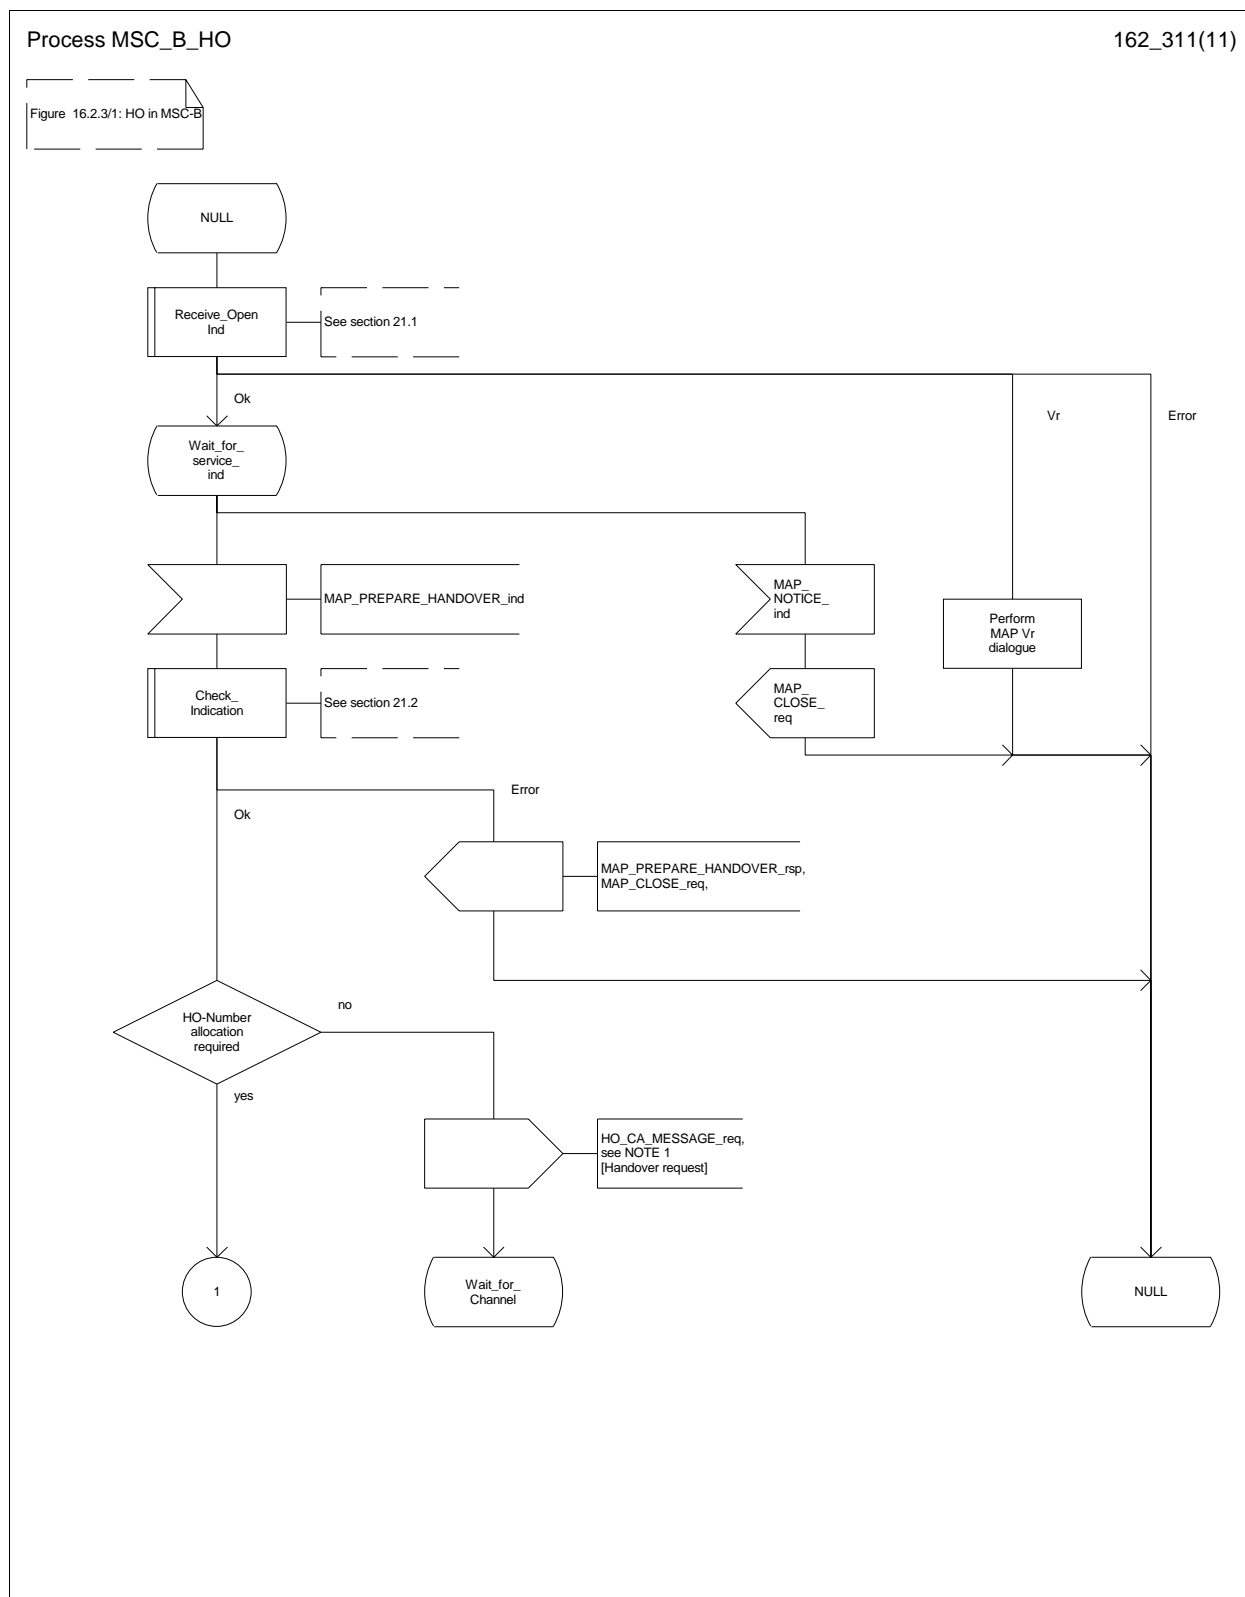 Process MSC_B_HO
162_311(11)
Figure 16.2.3/1: HO in MSC-B
NULL
Receive_Open
Ind
See section 21.1
Ok
Vr
Error
Wait_for_
service_
ind
MAP_PREPARE_HANDOVER_ind
MAP_
NOTICE_
ind
Perform
MAP Vr
dialogue
Check_
Indication
See section 21.2
MAP_
CLOSE_
req
Error
Ok
MAP_PREPARE_HANDOVER_rsp,
MAP_CLOSE_req,
HO-Number
allocation
required
no
yes
HO_CA_MESSAGE_req,
see NOTE 1
[Handover request]
1
Wait_for_
Channel
NULL